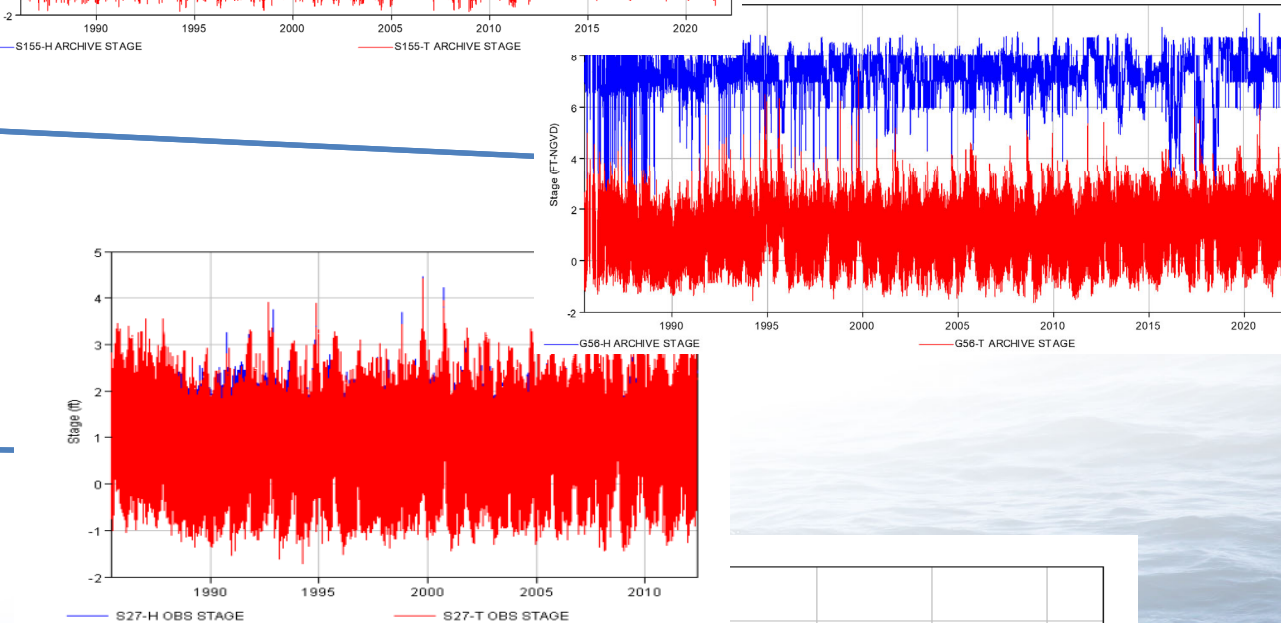 -2
1990 1995 2000 2005 2010 2015 2020
S155-H ARCHIVE STAGE S155-T ARCHIVE STAGE
8
6
4
2
0
-2
Stage (FT-NGVD)
1990 1995 2000 2005 2010 2015 2020
G56-H ARCHIVE STAGE G56-T ARCHIVE STAGE
5
4
3
2
1
0
-1
-2
Stage (ft)
1990 1995 2000 2005 2010
S27-H OBS STAGE S27-T OBS STAGE